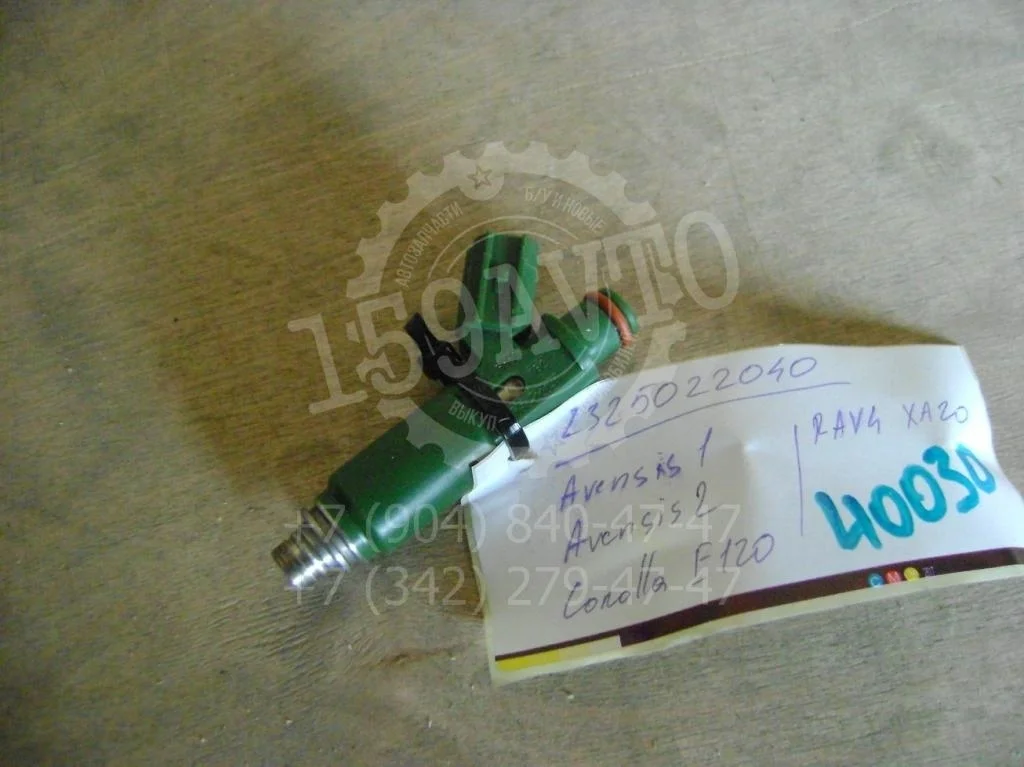 АВТОЗАПЧАСТИ
Б/У И НОВЫЕ
159AVTO
ВЫКУП
2325022040
Avensis 1
Avensis 2
Corolla E120
RAV4 XA20
40030
+7 (904) 840-47-47
+7 (342) 279-47-47